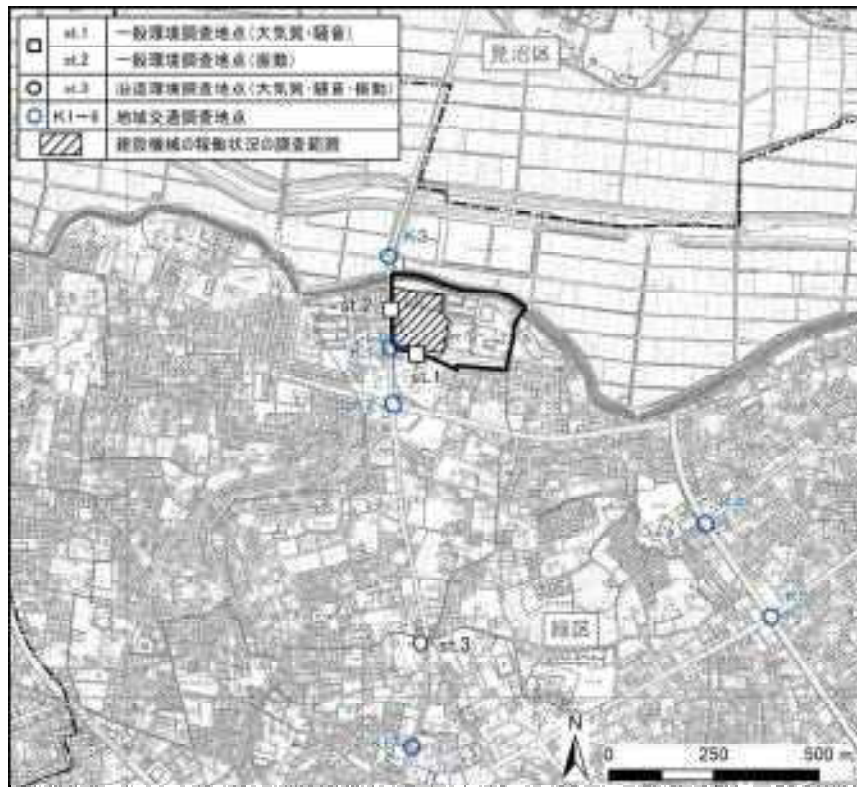 st.1 一般環境調査地点(大気質・騒音)
st.2 一般環境調査地点(振動)
st.3 沿道環境調査地点(大気質・騒音・振動)
K1~6 地域交通調査地点
建設機械の稼働状況の調査範囲
見沼区
K3
st.2
st.1
緑区
st.3
N
0 250 500 m